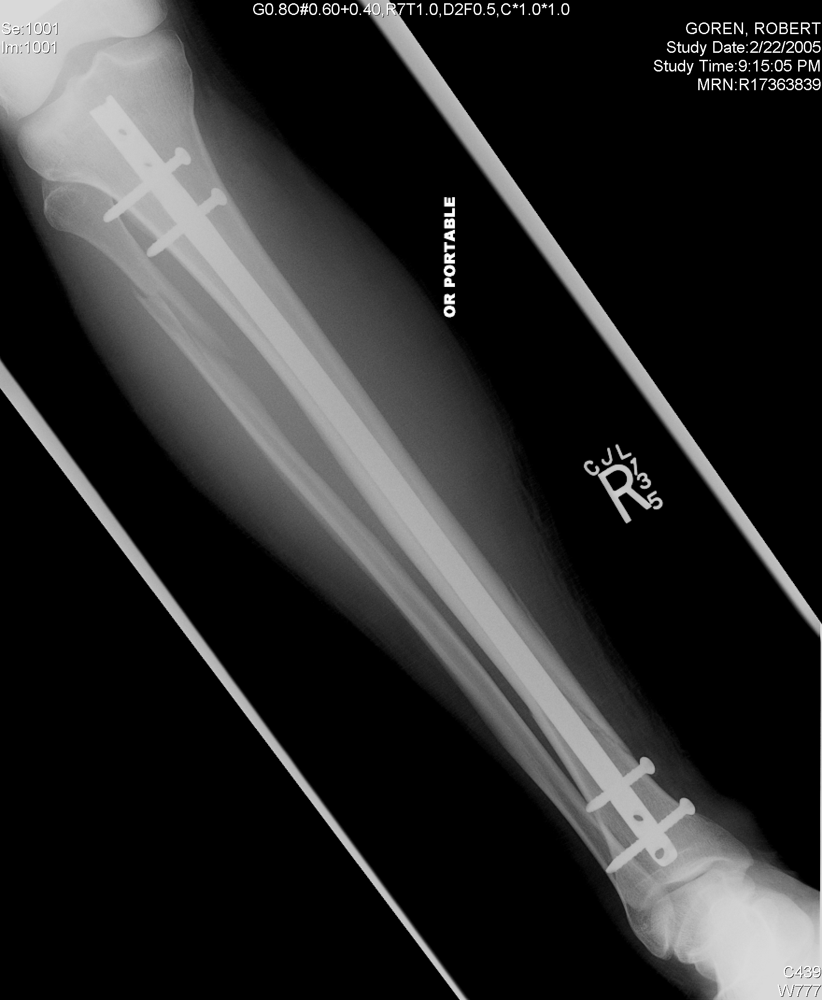 G0.8O#0.60+0.40,R7T1.0,D2F0.5,C*1.0*1.0
Se:1001
Im:1001
GOREN, ROBERT
Study Date:2/22/2005
Study Time:9:15:05 PM
MRN:R17363839
OR PORTABLE
CJL
R
135
C439
W777